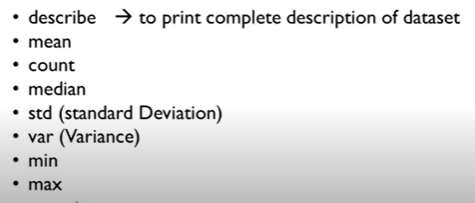 • describe → to print complete description of dataset
• mean
• count
• median
• std (standard Deviation)
• var (Variance)
• min
• max